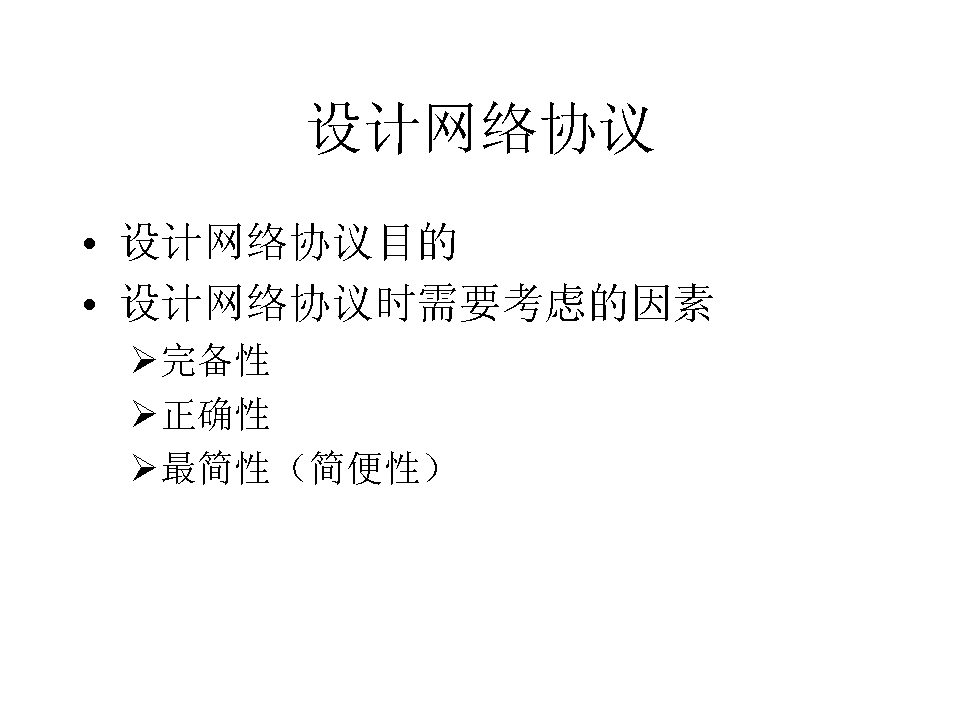 设计网络协议
• 设计网络协议目的
• 设计网络协议时需要考虑的因素
➢完备性
➢正确性
➢最简性（简便性）